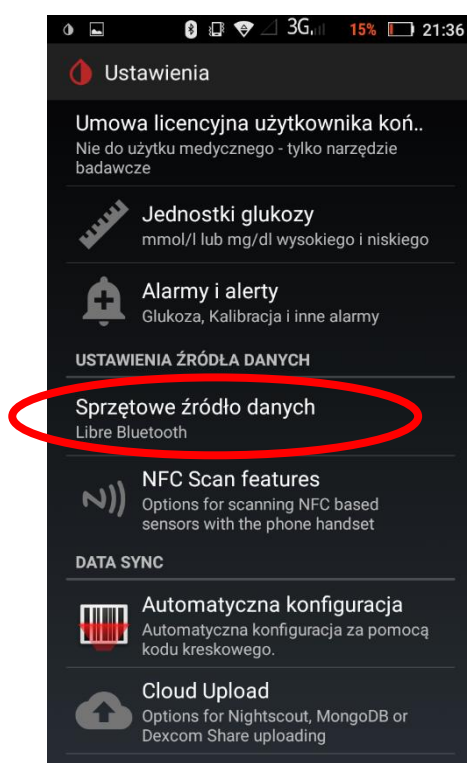 3G 15% 21:36
Ustawienia
Umowa licencyjna użytkownika koń..
Nie do użytku medycznego - tylko narzędzie
badawcze
Jednostki glukozy
mmol/l lub mg/dl wysokiego i niskiego
Alarmy i alerty
Glukoza, Kalibracja i inne alarmy
USTAWIENIA ŹRÓDŁA DANYCH
Sprzętowe źródło danych
Libre Bluetooth
NFC Scan features
Options for scanning NFC based
sensors with the phone handset
DATA SYNC
Automatyczna konfiguracja
Automatyczna konfiguracja za pomocą
kodu kreskowego.
Cloud Upload
Options for Nightscout, MongoDB or
Dexcom Share uploading